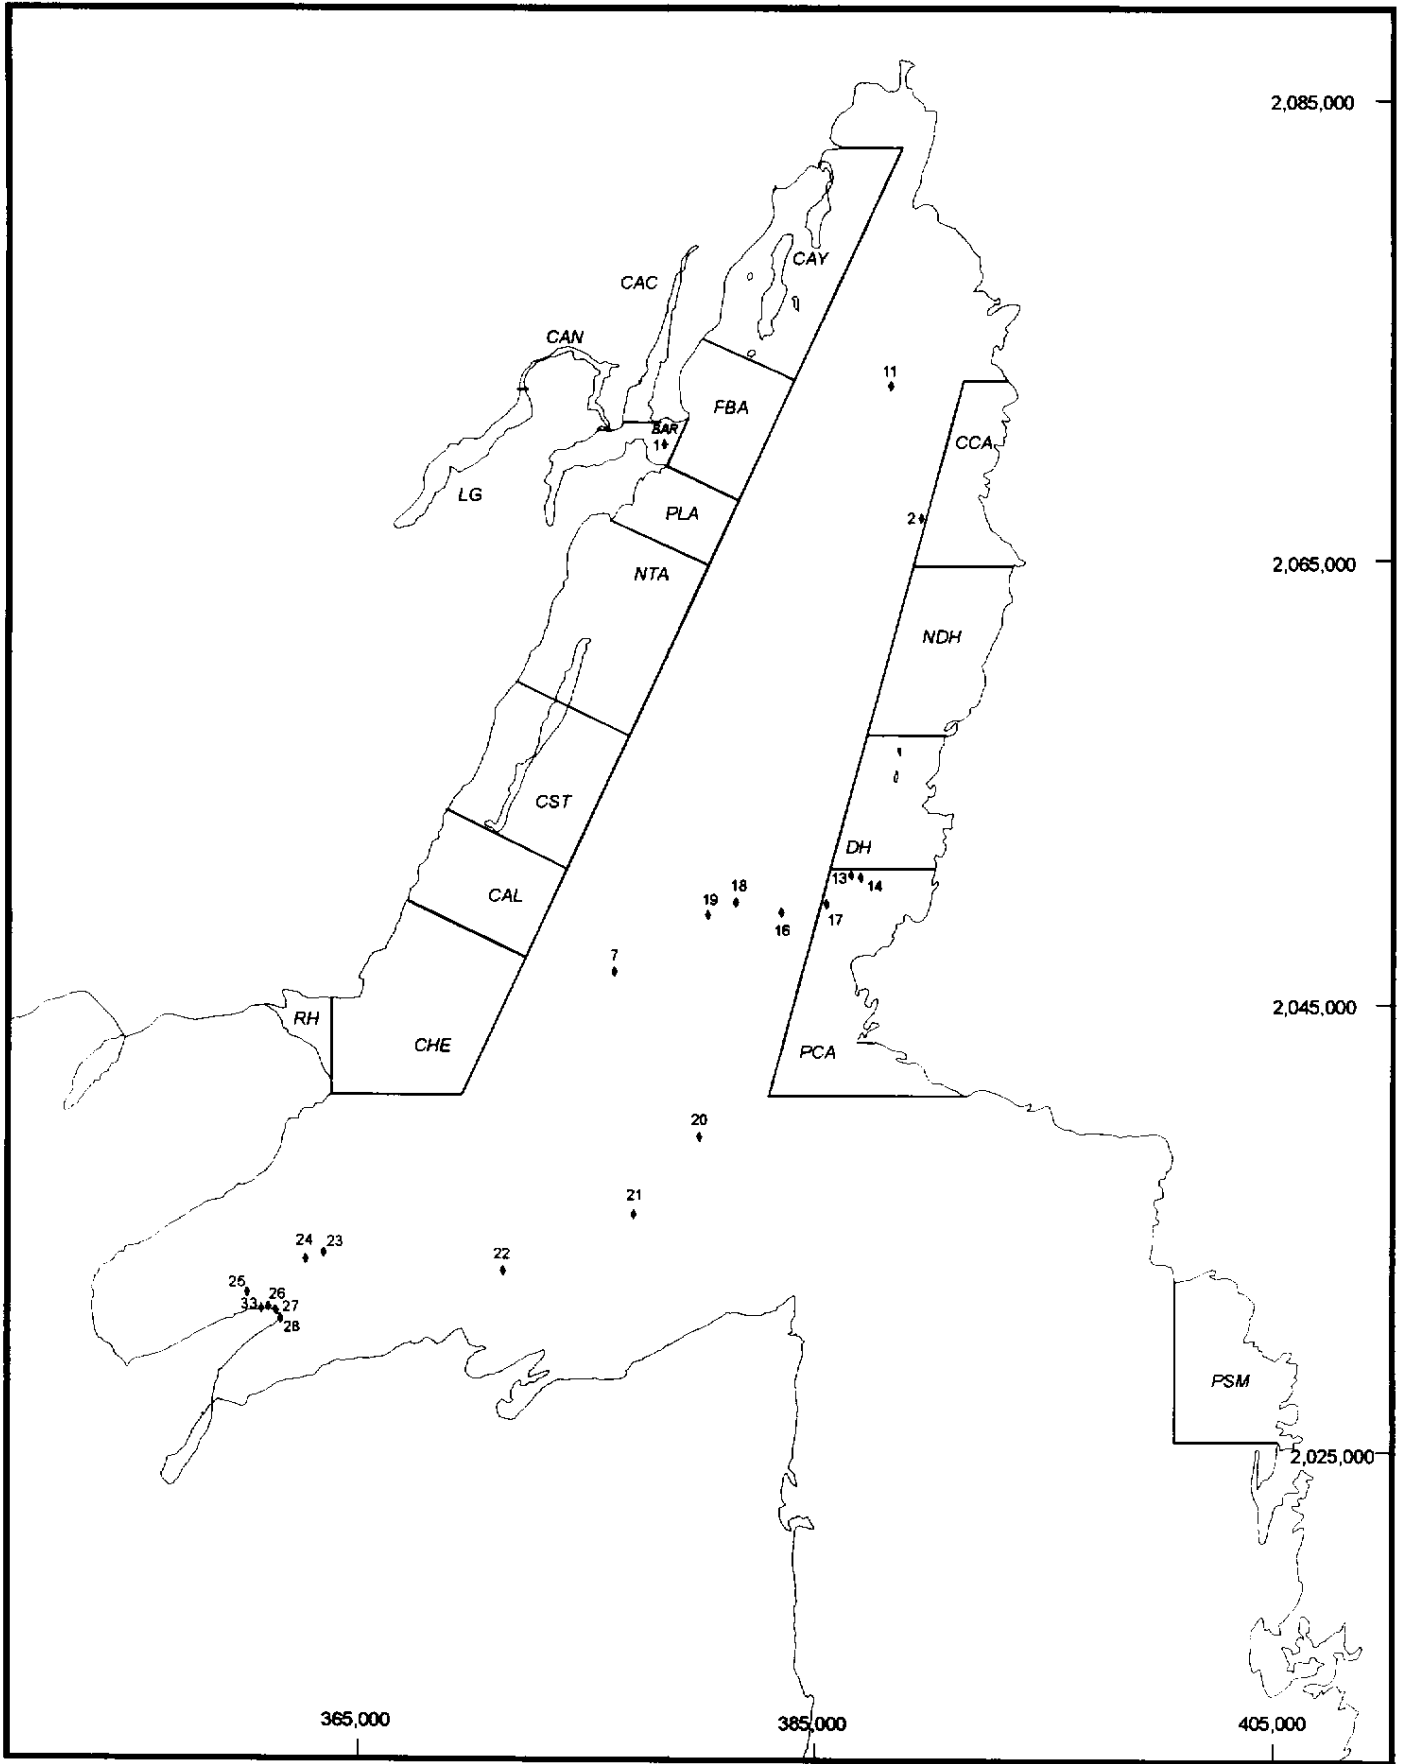 2,085,000
CAY
CAC
CAN
11
FBA
CCA
BAR
1
LG
PLA
2
2,065,000
NTA
NDH
CST
DH
13
14
CAL
18
19
17
16
7
2,045,000
RH
CHE
PCA
20
21
24
23
22
25
26
33
27
28
PSM
2,025,000
365,000
385,000
405,000